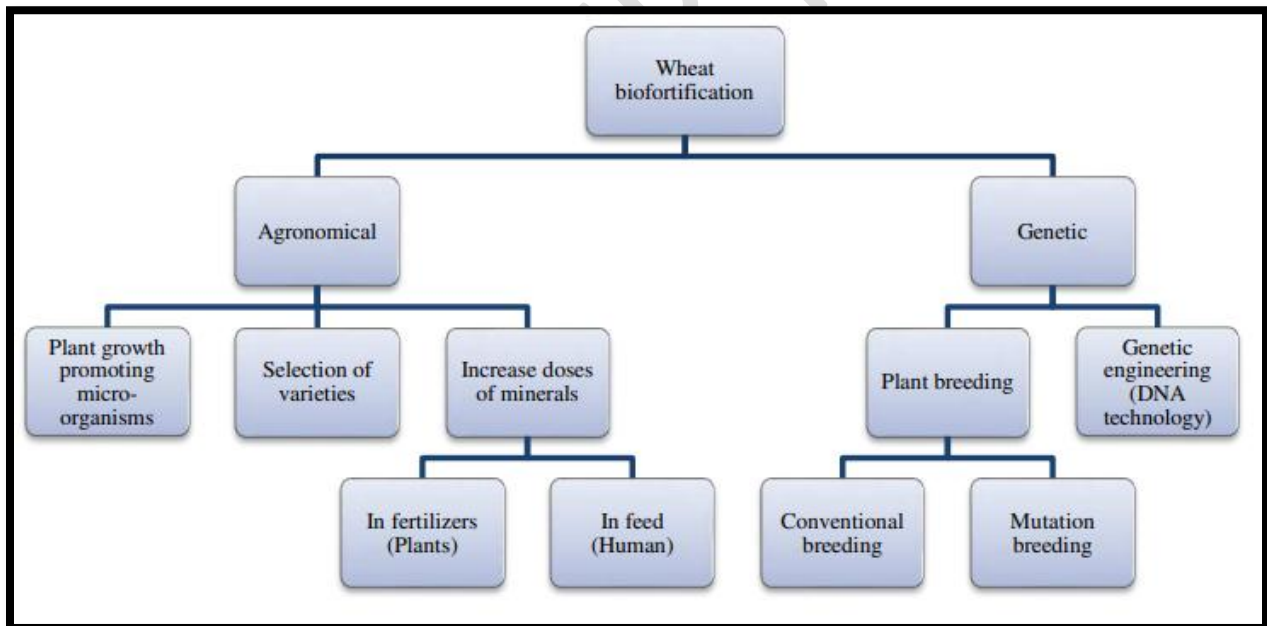 Wheat
biofortification
Agronomical
Genetic
Plant growth
promoting
micro-
organisms
Selection of
varieties
Increase doses
of minerals
Plant breeding
Genetic
engineering
(DNA
technology)
In fertilizers
(Plants)
In feed
(Human)
Conventional
breeding
Mutation
breeding